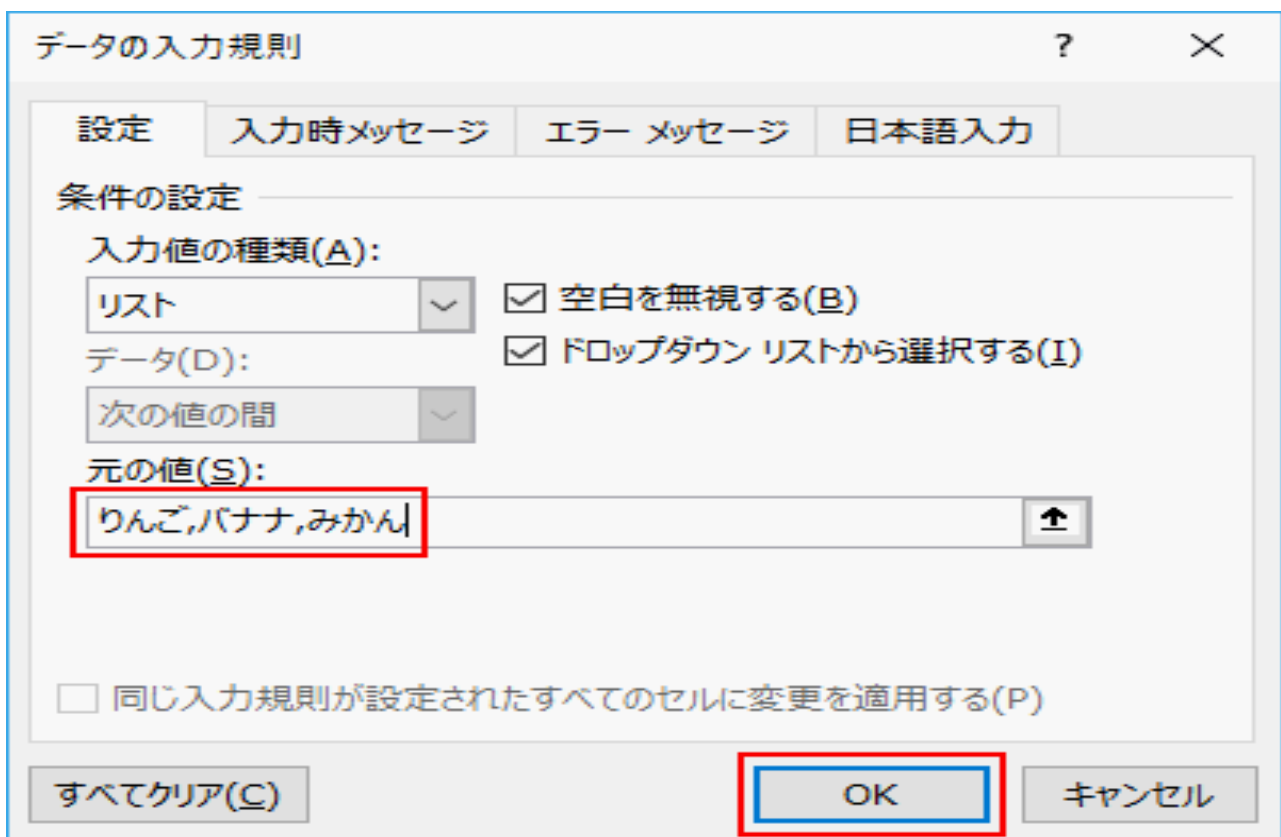 データの入力規則 ?
設定 入力時メッセージ エラー メッセージ 日本語入力
条件の設定
入力値の種類(A):
リスト 空白を無視する(B)
データ(D): ドロップダウン リストから選択する(I)
次の値の間
元の値(S):
りんご,バナナ,みかん
同じ入力規則が設定されたすべてのセルに変更を適用する(P)
すべてクリア(C) OK キャンセル